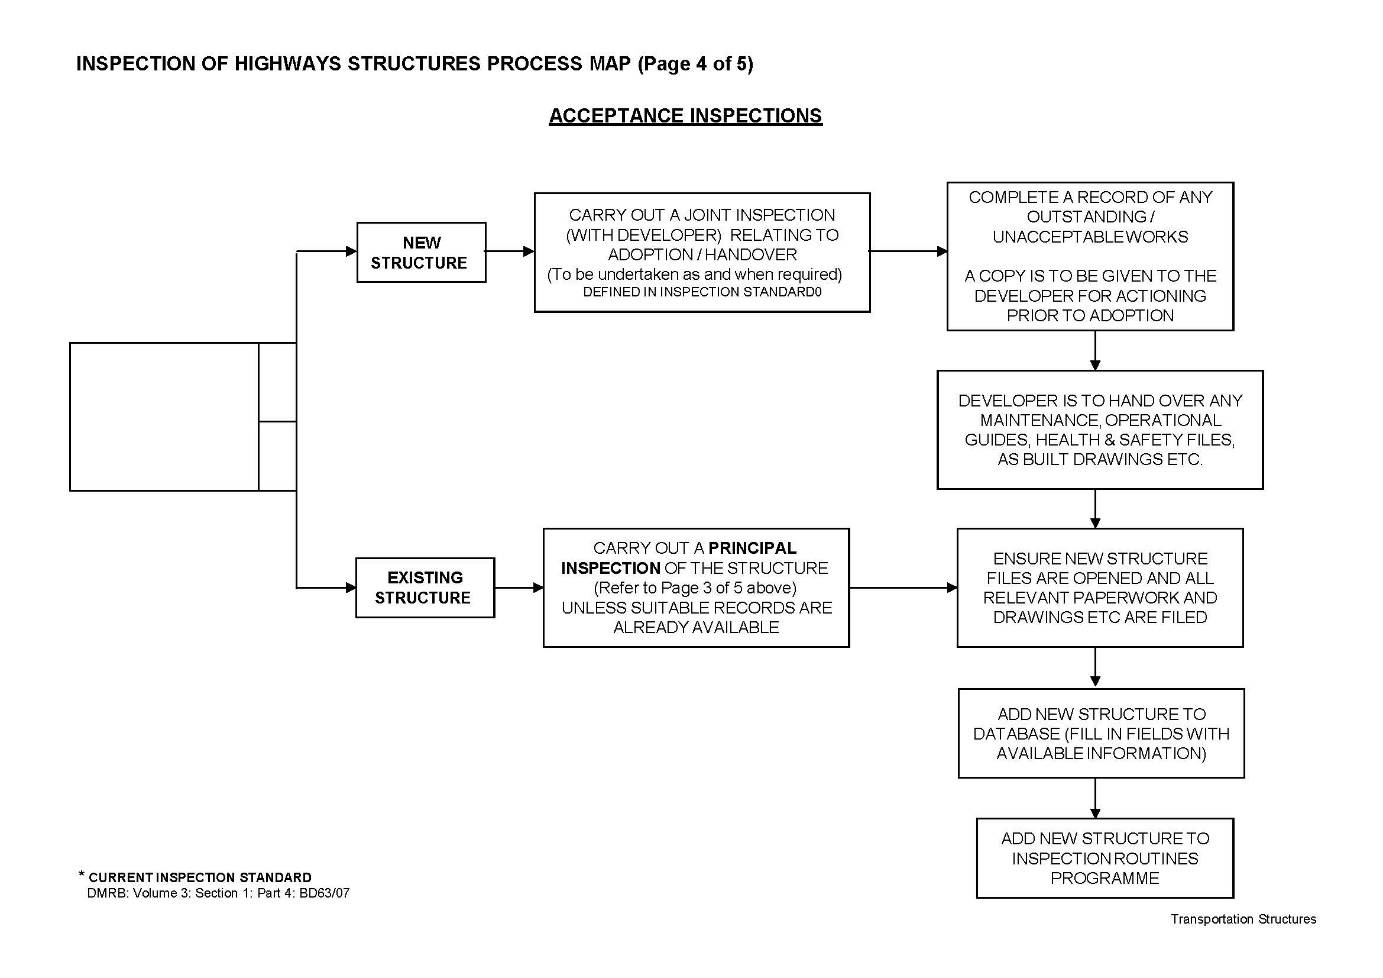 INSPECTION OF HIGHWAYS STRUCTURES PROCESS MAP (Page 4 of 5)
ACCEPTANCE INSPECTIONS
NEW
STRUCTURE
CARRY OUT A JOINT INSPECTION
(WITH DEVELOPER) RELATING TO
ADOPTION / HANDOVER
(To be undertaken as and when required)
DEFINED IN INSPECTION STANDARD0
COMPLETE A RECORD OF ANY
OUTSTANDING /
UNACCEPTABLE WORKS
A COPY IS TO BE GIVEN TO THE
DEVELOPER FOR ACTIONING
PRIOR TO ADOPTION
DEVELOPER IS TO HAND OVER ANY
MAINTENANCE, OPERATIONAL
GUIDES, HEALTH & SAFETY FILES,
AS BUILT DRAWINGS ETC.
EXISTING
STRUCTURE
CARRY OUT A PRINCIPAL
INSPECTION OF THE STRUCTURE
(Refer to Page 3 of 5 above)
UNLESS SUITABLE RECORDS ARE
ALREADY AVAILABLE
ENSURE NEW STRUCTURE
FILES ARE OPENED AND ALL
RELEVANT PAPERWORK AND
DRAWINGS ETC ARE FILED
ADD NEW STRUCTURE TO
DATABASE (FILL IN FIELDS WITH
AVAILABLE INFORMATION)
ADD NEW STRUCTURE TO
INSPECTION ROUTINES
PROGRAMME
* CURRENT INSPECTION STANDARD
DMRB: Volume 3: Section 1: Part 4: BD63/07
Transportation Structures